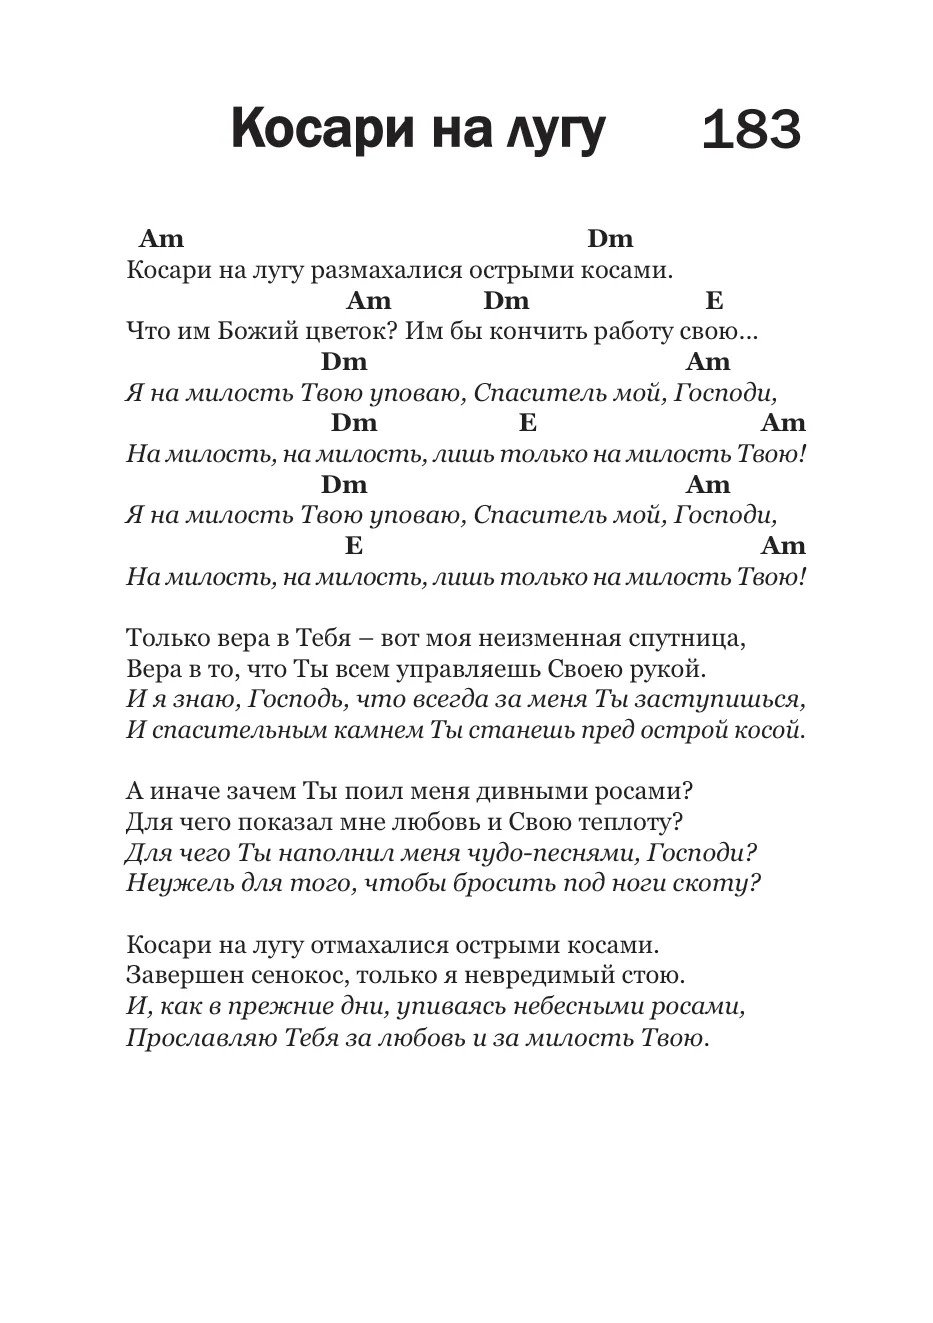 Косари на лугу 183
Am Dm
Косари на лугу размахалися острыми косами.
Am Dm E
Что им Божий цветок? Им бы кончить работу свою...
Dm Am
Я на милость Твою уповаю, Спаситель мой, Господи,
Dm E Am
На милость, на милость, лишь только на милость Твою!
Dm Am
Я на милость Твою уповаю, Спаситель мой, Господи,
E Am
На милость, на милость, лишь только на милость Твою!
Только вера в Тебя – вот моя неизменная спутница,
Вера в то, что Ты всем управляешь Своею рукой.
И я знаю, Господь, что всегда за меня Ты заступишься,
И спасительным камнем Ты станешь пред острой косой.
А иначе зачем Ты поил меня дивными росами?
Для чего показал мне любовь и Свою теплоту?
Для чего Ты наполнил меня чудо-песнями, Господи?
Неужель для того, чтобы бросить под ноги скоту?
Косари на лугу отмахалися острыми косами.
Завершен сенокос, только я невредимый стою.
И, как в прежние дни, упиваясь небесными росами,
Прославляю Тебя за любовь и за милость Твою.